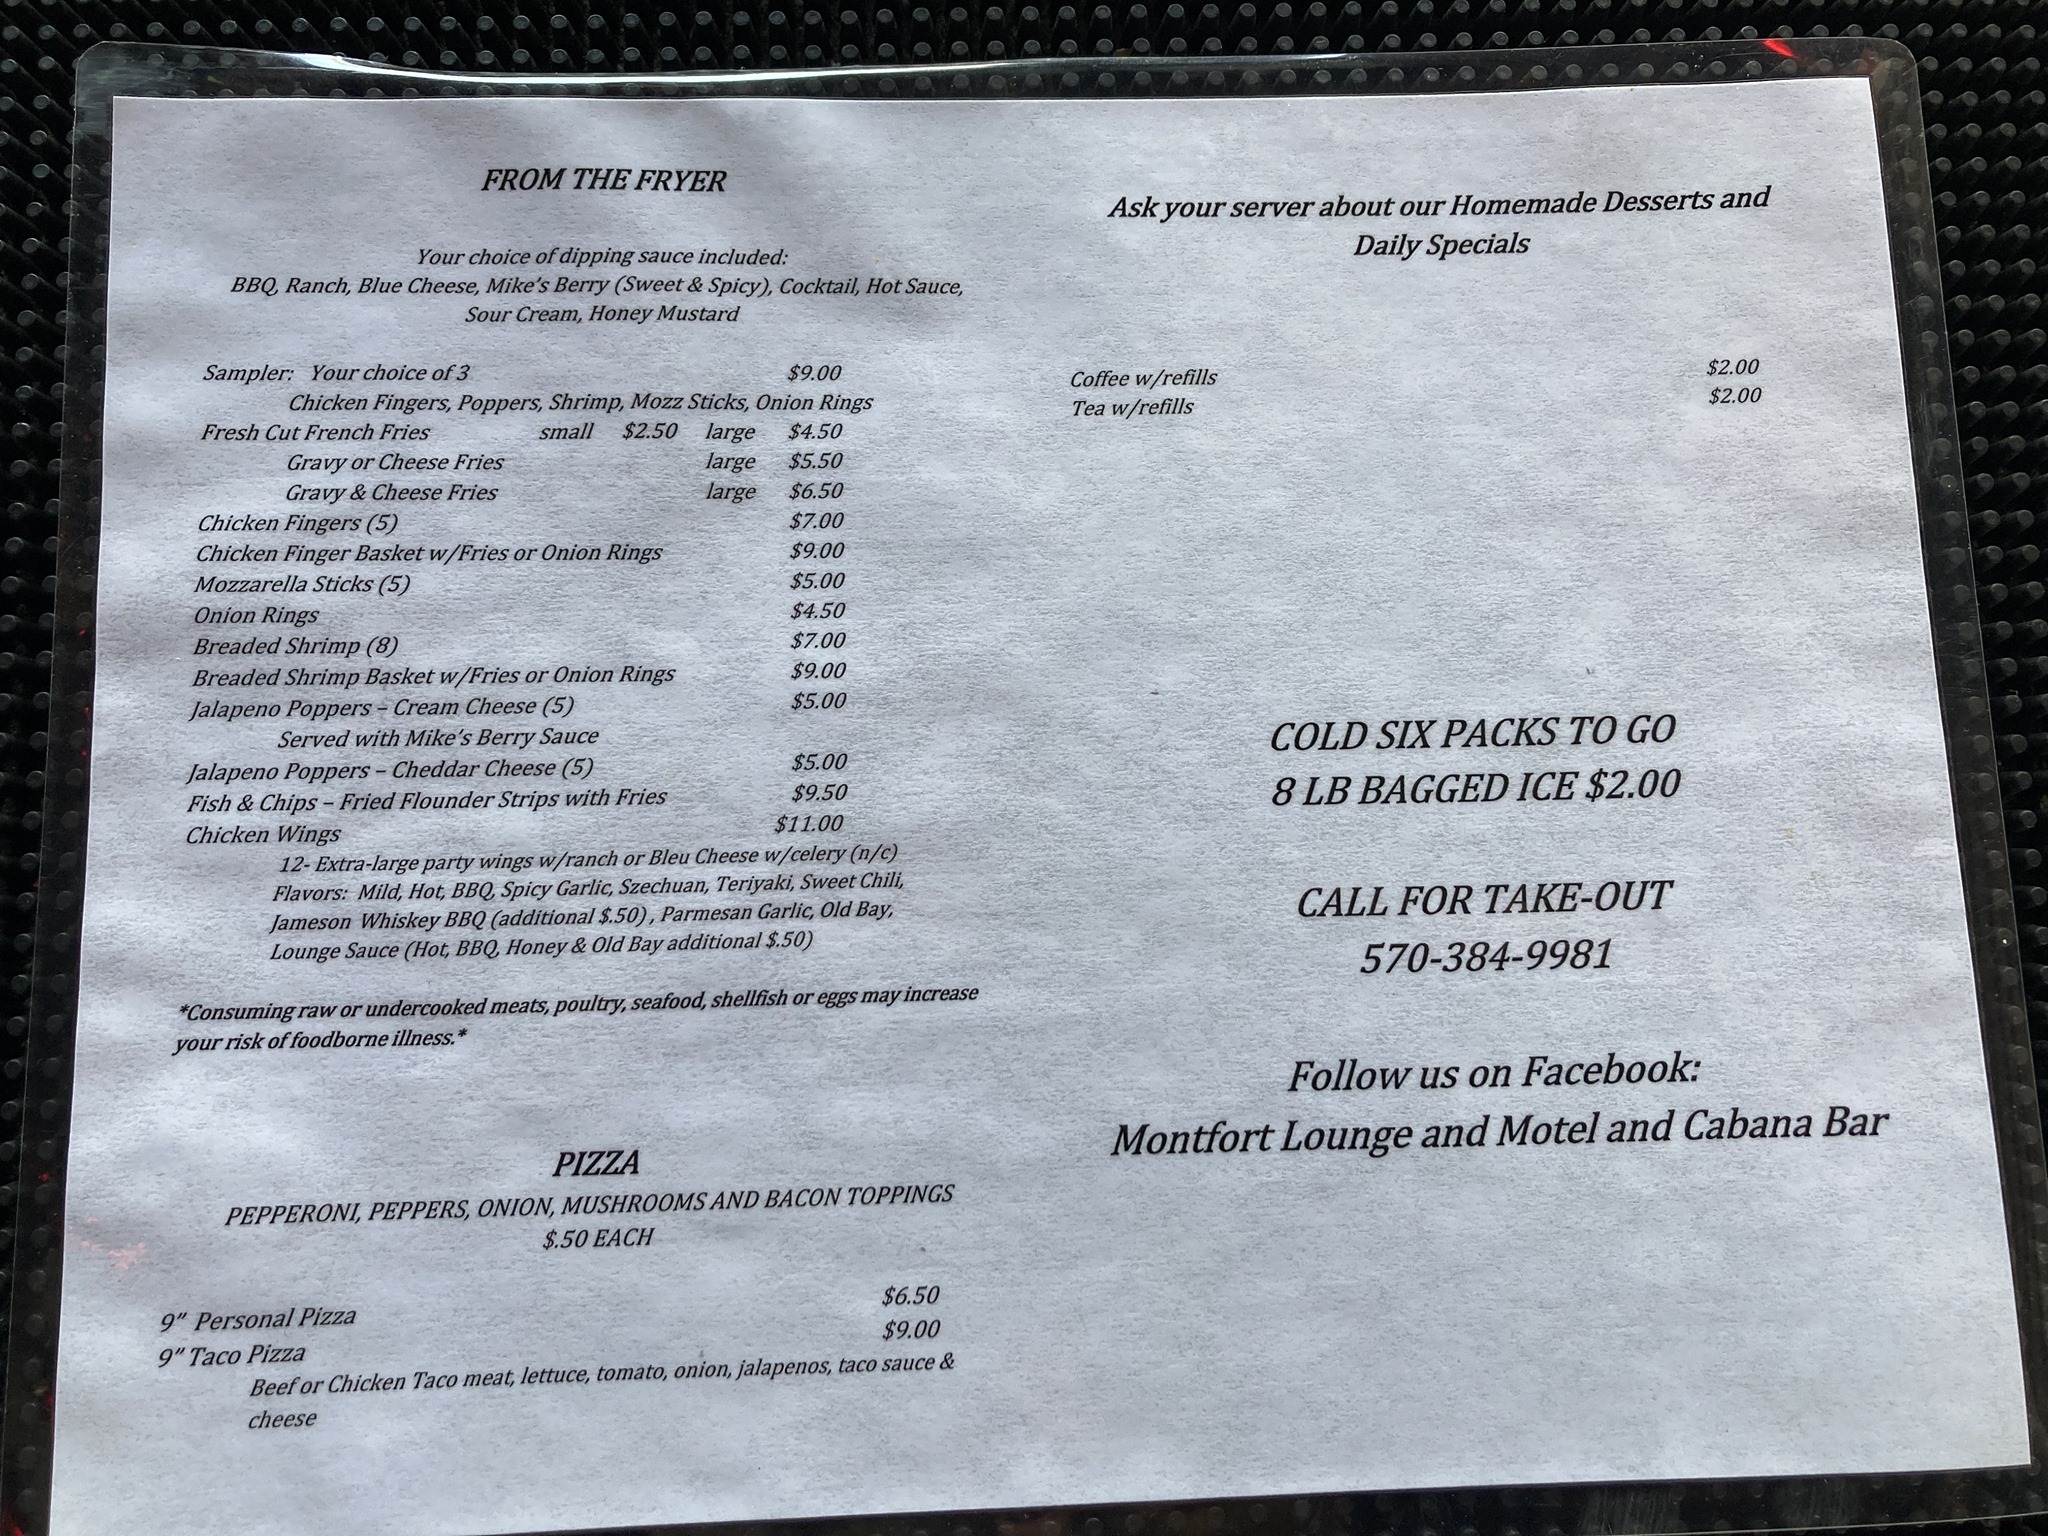 FROM THE FRYER
Your choice of dipping sauce included:
BBQ, Ranch, Blue Cheese, Mike's Berry (Sweet & Spicy), Cocktail, Hot Sauce,
Sour Cream, Honey Mustard
Sampler: Your choice of 3 $9.00
Chicken Fingers, Poppers, Shrimp, Mozz Sticks, Onion Rings
Fresh Cut French Fries small $2.50 large $4.50
Gravy or Cheese Fries large $5.50
Gravy & Cheese Fries large $6.50
Chicken Fingers (5) $7.00
Chicken Finger Basket w/Fries or Onion Rings $9.00
Mozzarella Sticks (5) $5.00
Onion Rings $4.50
Breaded Shrimp (8) $7.00
Breaded Shrimp Basket w/Fries or Onion Rings $9.00
Jalapeno Poppers – Cream Cheese (5) $5.00
Served with Mike's Berry Sauce
Jalapeno Poppers – Cheddar Cheese (5) $5.00
Fish & Chips – Fried Flounder Strips with Fries $9.50
Chicken Wings $11.00
12- Extra-large party wings w/ranch or Bleu Cheese w/celery (n/c)
Flavors: Mild, Hot, BBQ, Spicy Garlic, Szechuan, Teriyaki, Sweet Chili,
Jameson Whiskey BBQ (additional $.50) , Parmesan Garlic, Old Bay,
Lounge Sauce (Hot, BBQ, Honey & Old Bay additional $.50)
*Consuming raw or undercooked meats, poultry, seafood, shellfish or eggs may increase
your risk of foodborne illness.*
PIZZA
PEPPERONI, PEPPERS, ONION, MUSHROOMS AND BACON TOPPINGS
$.50 EACH
9" Personal Pizza $6.50
9" Taco Pizza $9.00
Beef or Chicken Taco meat, lettuce, tomato, onion, jalapenos, taco sauce &
cheese
Ask your server about our Homemade Desserts and
Daily Specials
Coffee w/refills $2.00
Tea w/refills $2.00
COLD SIX PACKS TO GO
8 LB BAGGED ICE $2.00
CALL FOR TAKE-OUT
570-384-9981
Follow us on Facebook:
Montfort Lounge and Motel and Cabana Bar